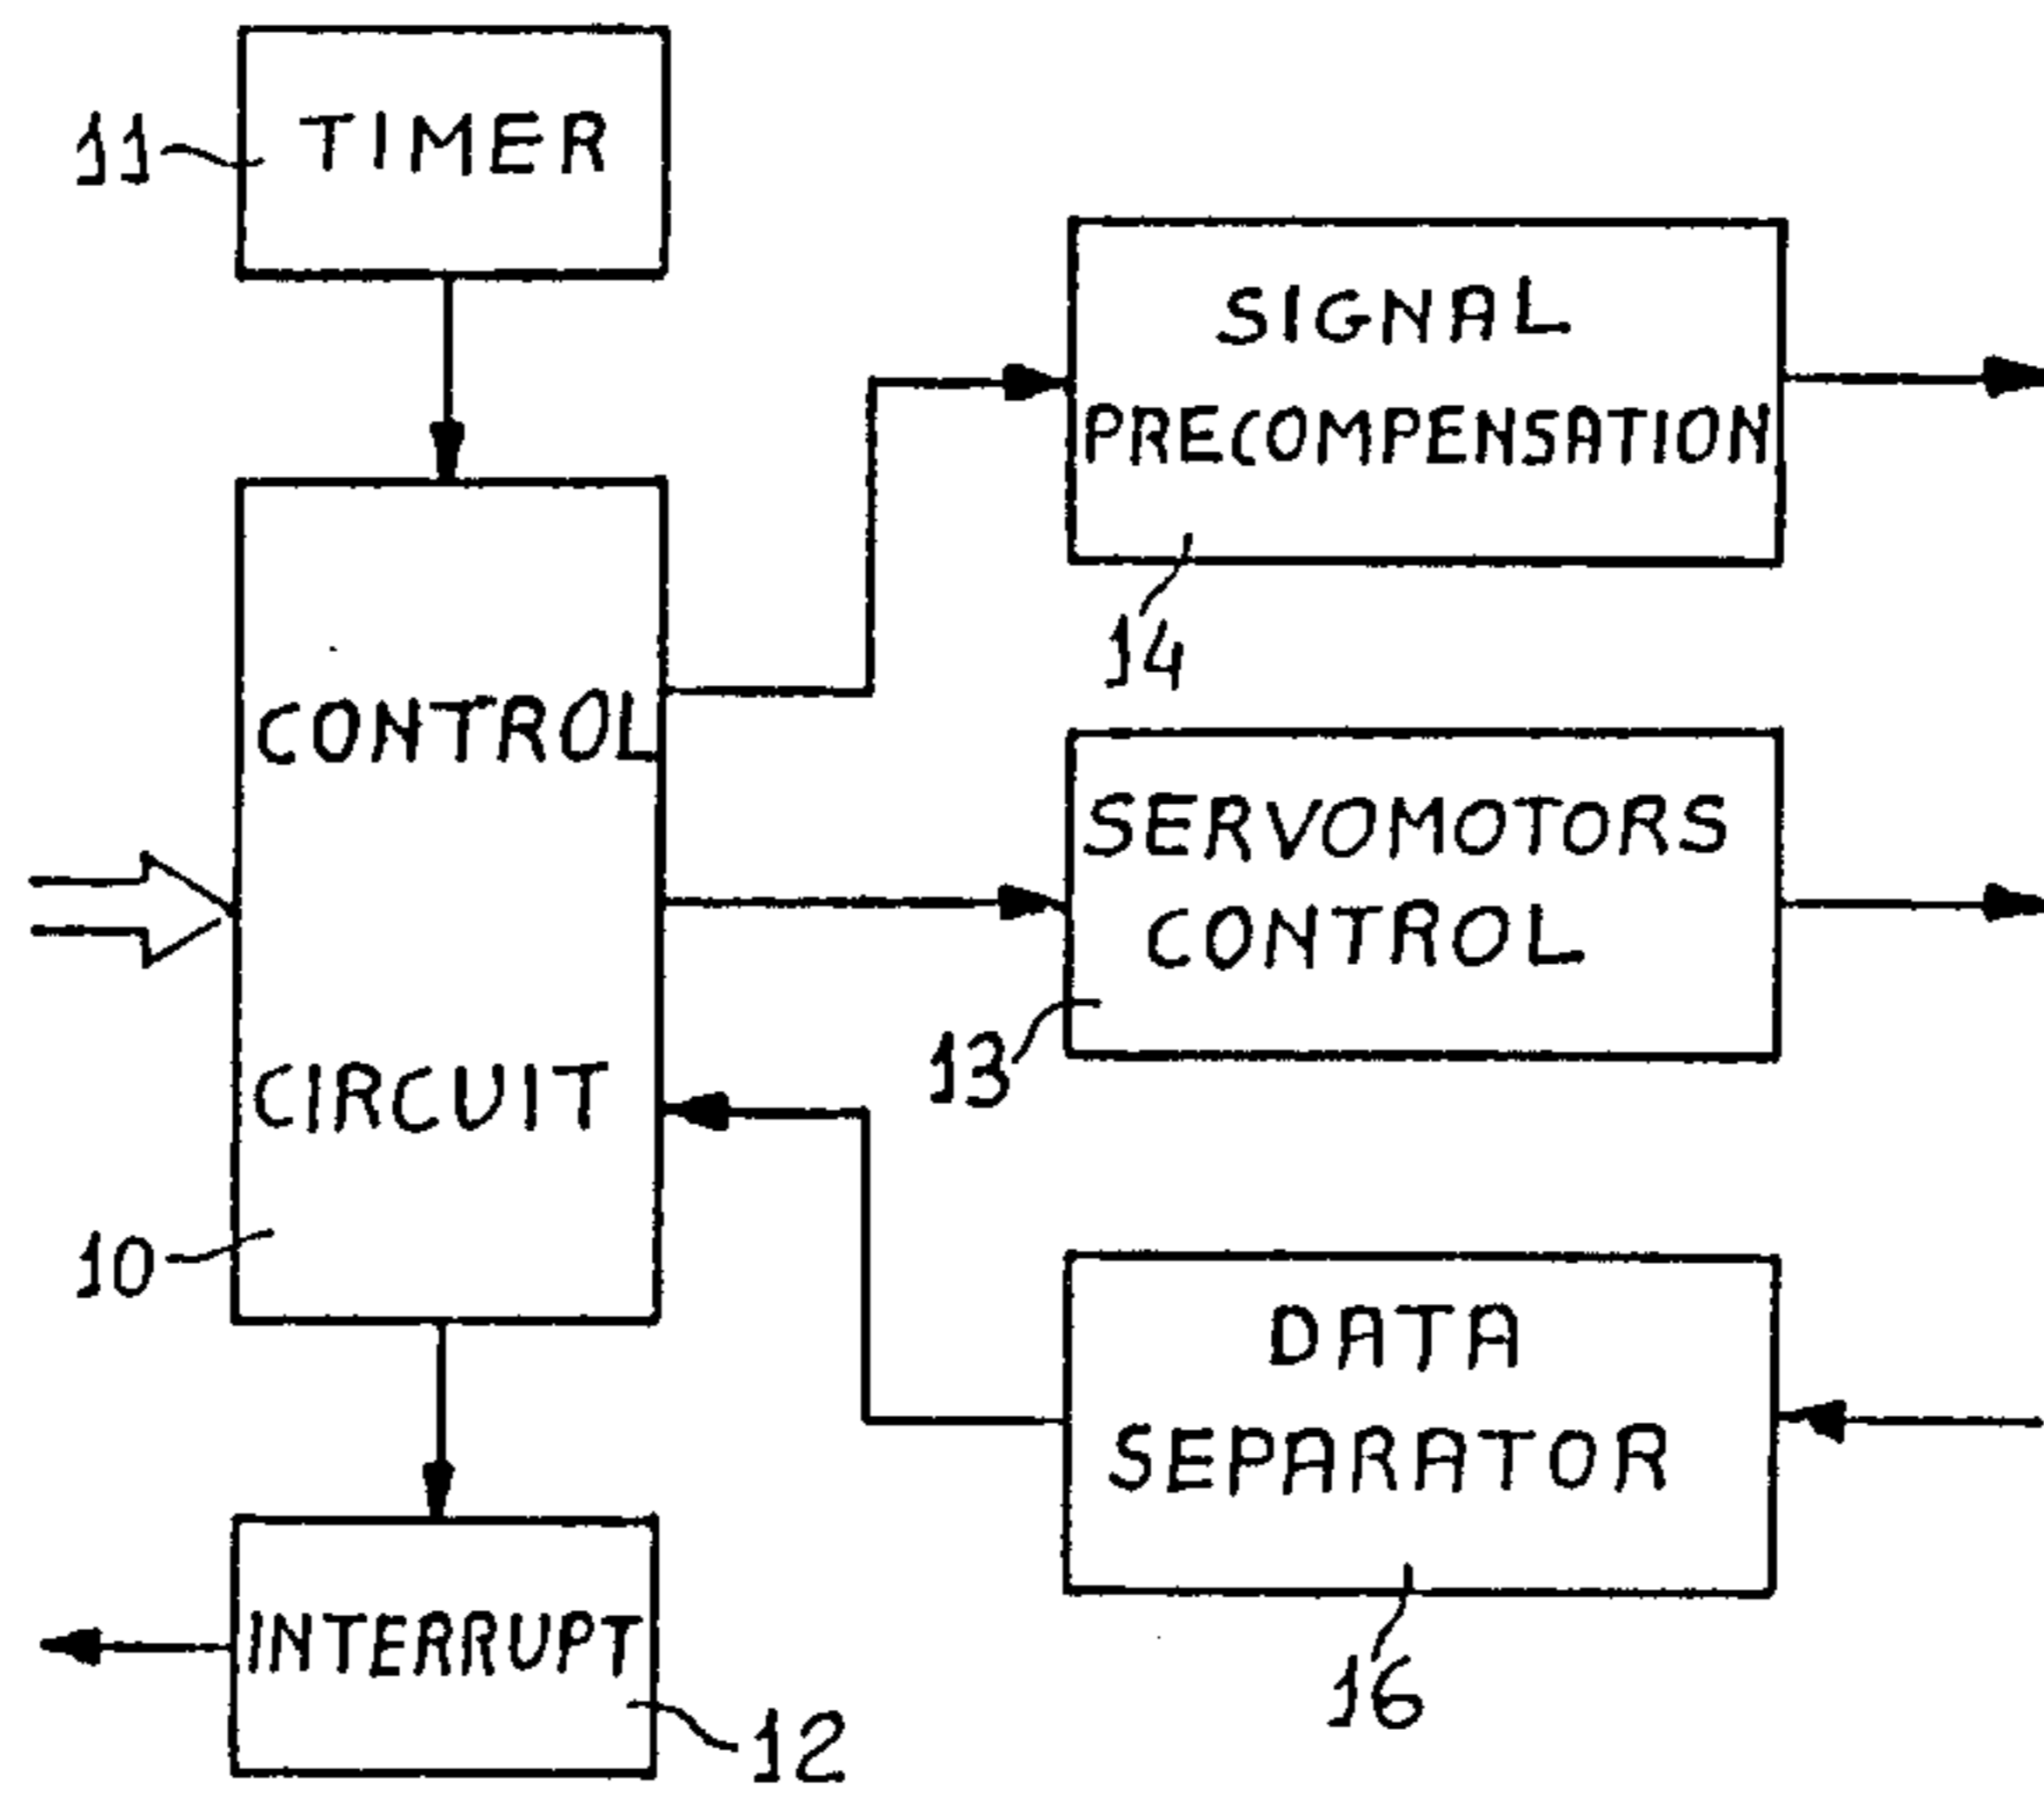 TIMER
11
SIGNAL
PRECOMPENSATION
14
CONTROL
CIRCUIT
10
SERVOMOTORS
CONTROL
13
DATA
SEPARATOR
16
INTERRUPT
12